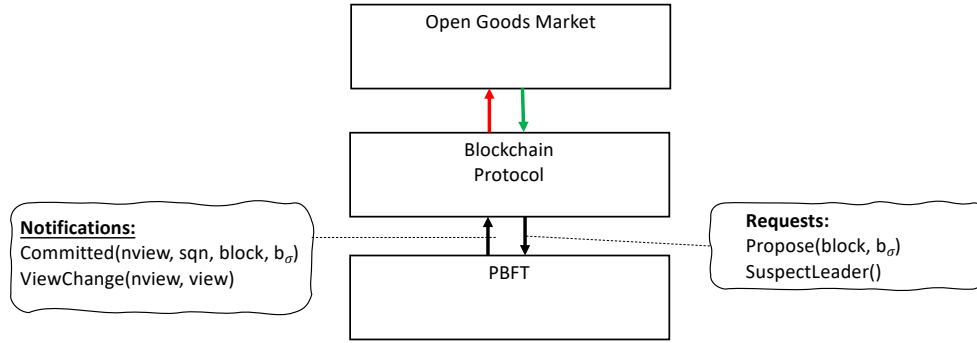 Open Goods Market
Blockchain
Protocol
Notifications:
Committed(nview, sqn, block, bσ)
ViewChange(nview, view)
Requests:
Propose(block, bσ)
SuspectLeader()
PBFT